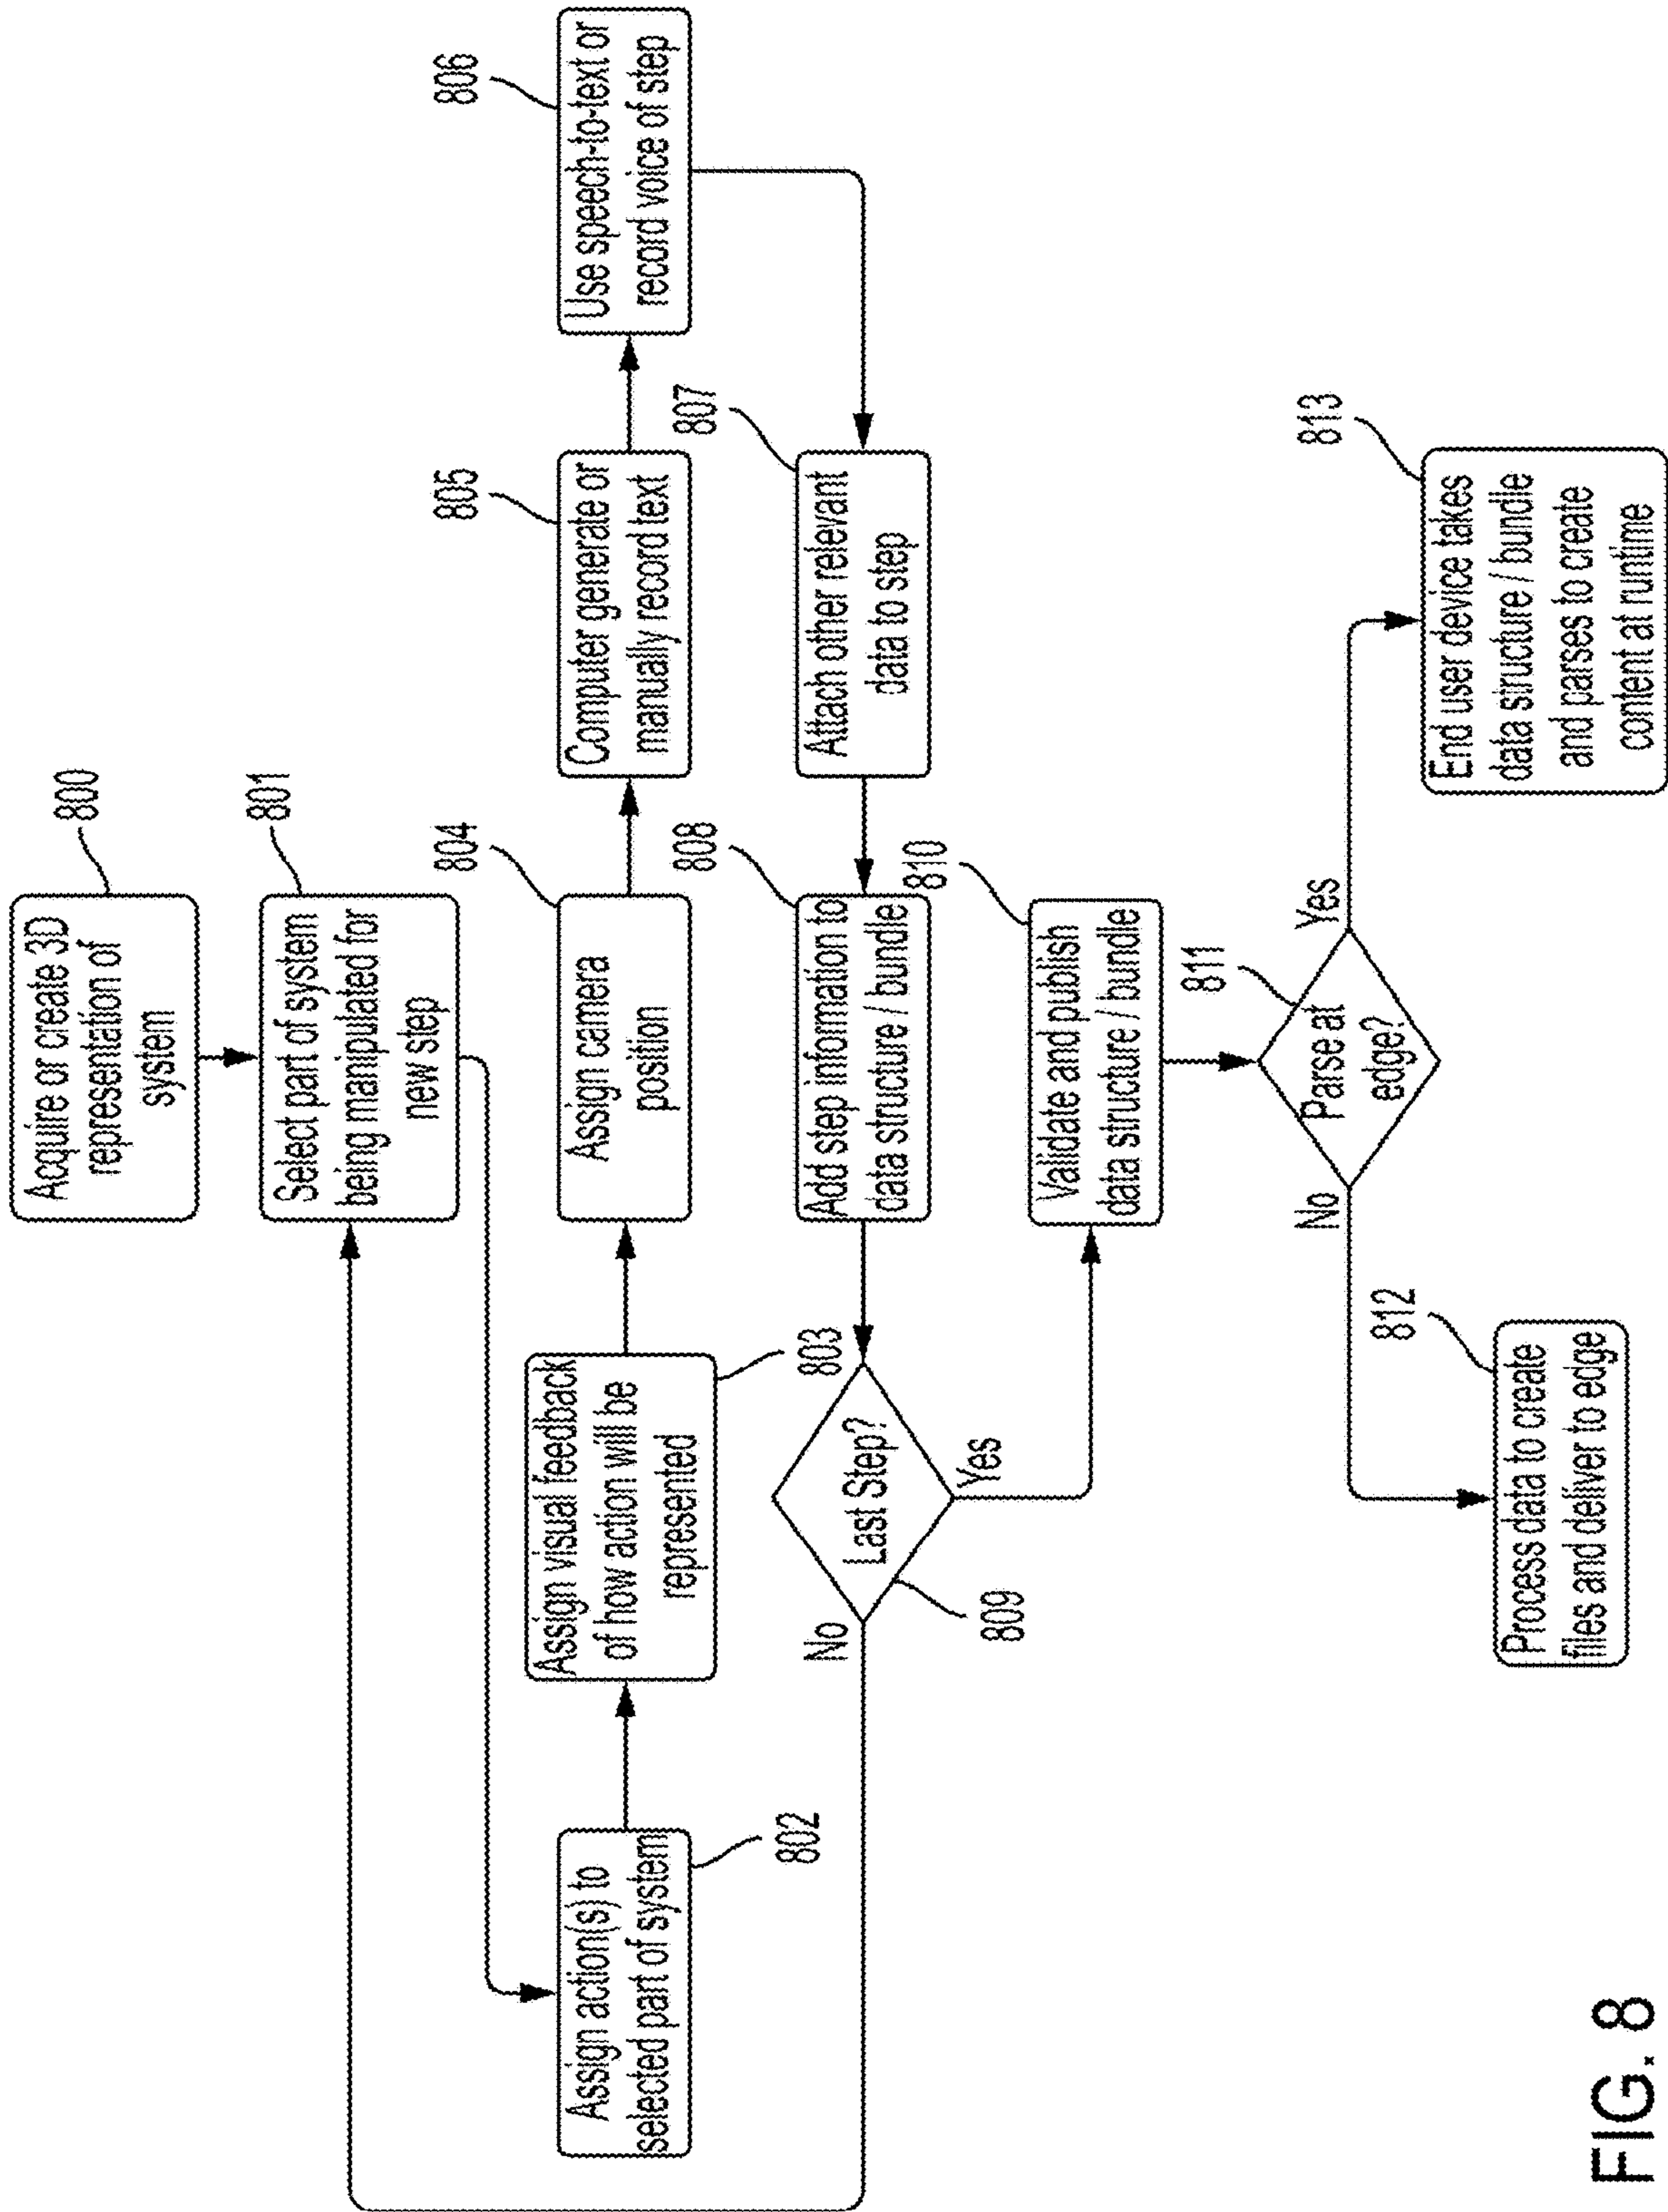 800
Acquire or create 3D
representation of
system
801
Select part of system
being manipulated for
new step
802
Assign action(s) to
selected part of system
803
Assign visual feedback
of how action will be
represented
804
Assign camera
position
805
Computer generate or
manually record text
806
Use speech-to-text or
record voice of step
807
Attach other relevant
data to step
808
Add step information to
data structure / bundle
809
Last Step?
No
Yes
810
Validate and publish
data structure / bundle
811
Parse at
edge?
No
Yes
812
Process data to create
files and deliver to edge
813
End user device takes
data structure / bundle
and parses to create
content at runtime
FIG. 8